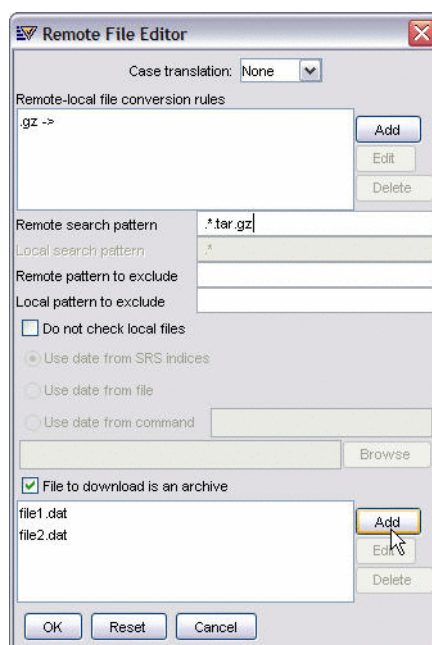 Remote File Editor
Case translation: None
Remote-local file conversion rules
.gz ->
Add
Edit
Delete
Remote search pattern .*.tar.gz
Local search pattern .*
Remote pattern to exclude
Local pattern to exclude
Do not check local files
Use date from SRS indices
Use date from file
Use date from command
Browse
File to download is an archive
file1.dat
file2.dat
Add
Edit
Delete
OK Reset Cancel